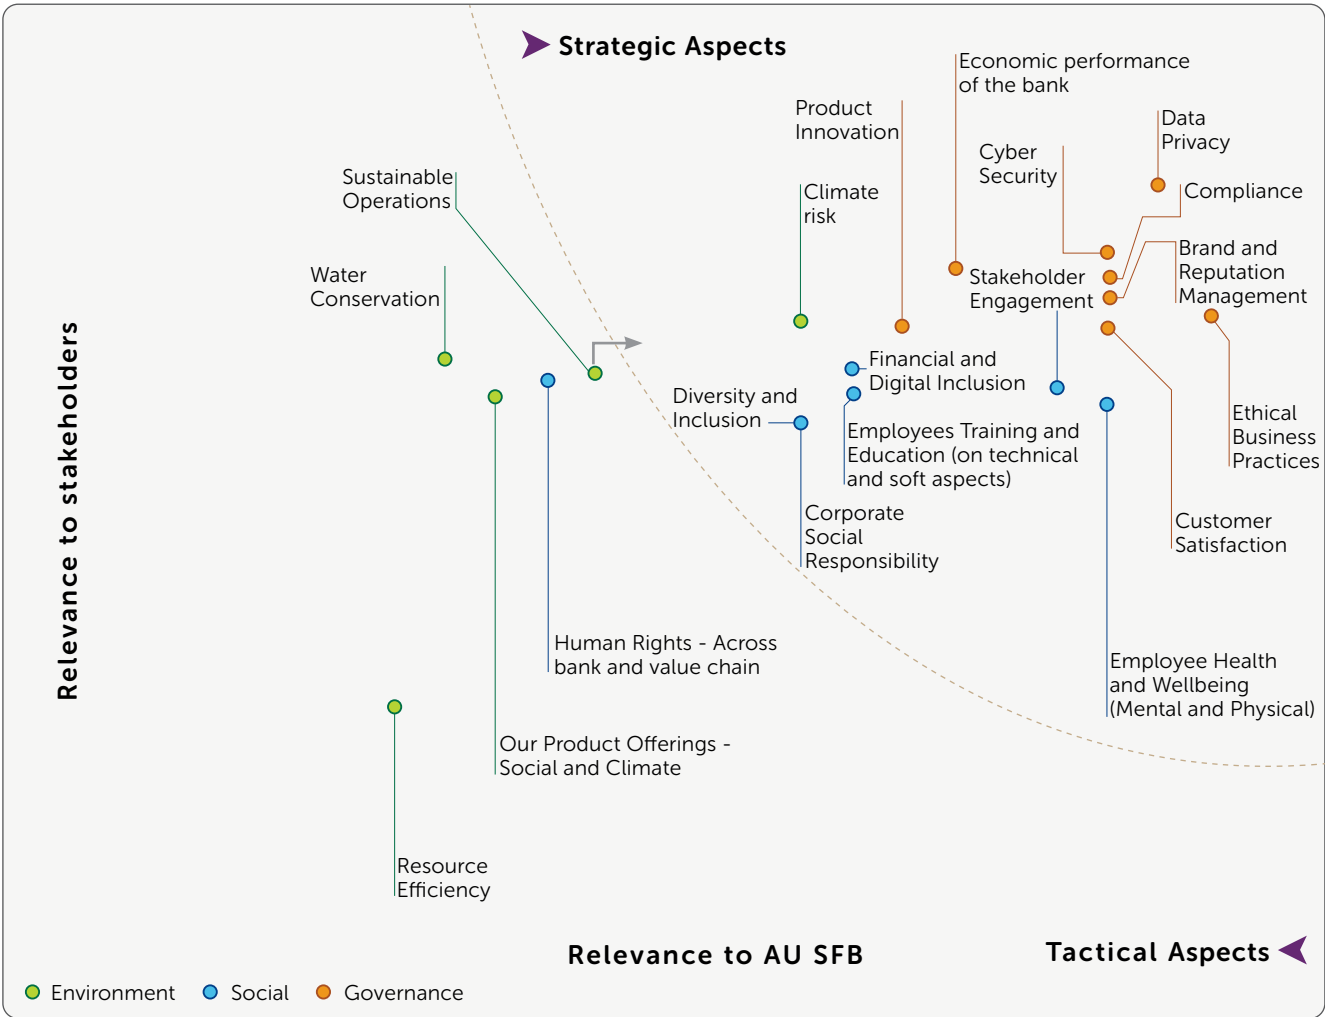 Strategic Aspects
Economic performance
of the bank
Product
Innovation
Data
Privacy
Cyber
Security
Sustainable
Operations
Climate
risk
Compliance
Water
Conservation
Stakeholder
Engagement
Brand and
Reputation
Management
Financial and
Digital Inclusion
Diversity and
Inclusion
Employees Training and
Education (on technical
and soft aspects)
Ethical
Business
Practices
Corporate
Social
Responsibility
Customer
Satisfaction
Relevance to stakeholders
Human Rights - Across
bank and value chain
Employee Health
and Wellbeing
(Mental and Physical)
Our Product Offerings -
Social and Climate
Resource
Efficiency
Relevance to AU SFB
Tactical Aspects
Environment
Social
Governance